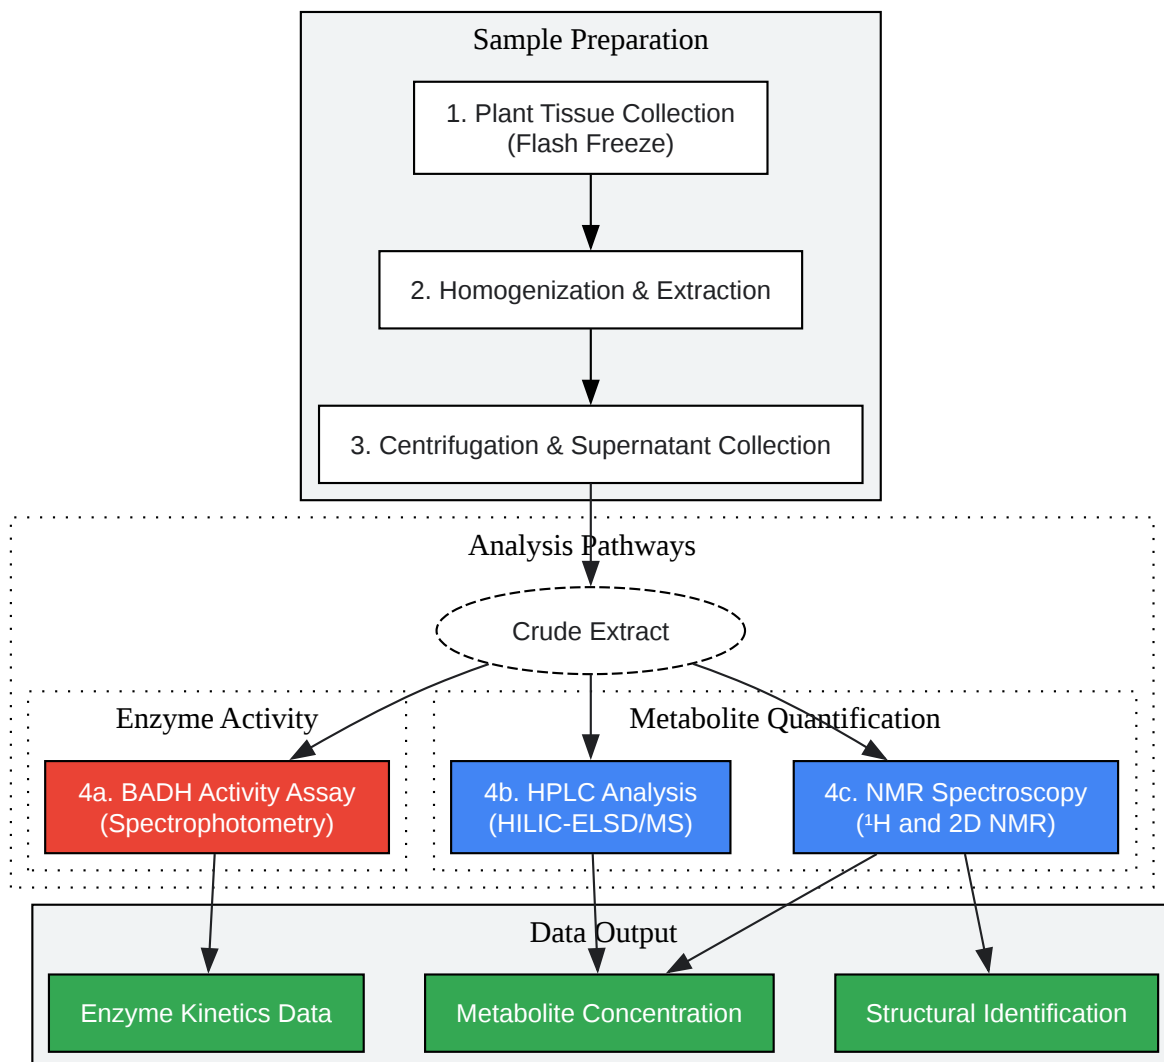 Sample Preparation
1. Plant Tissue Collection
(Flash Freeze)
2. Homogenization & Extraction
3. Centrifugation & Supernatant Collection
Analysis Pathways
Crude Extract
Enzyme Activity
Metabolite Quantification
4a. BADH Activity Assay
(Spectrophotometry)
4b. HPLC Analysis
(HILIC-ELSD/MS)
4c. NMR Spectroscopy
(¹H and 2D NMR)
Data Output
Enzyme Kinetics Data
Metabolite Concentration
Structural Identification